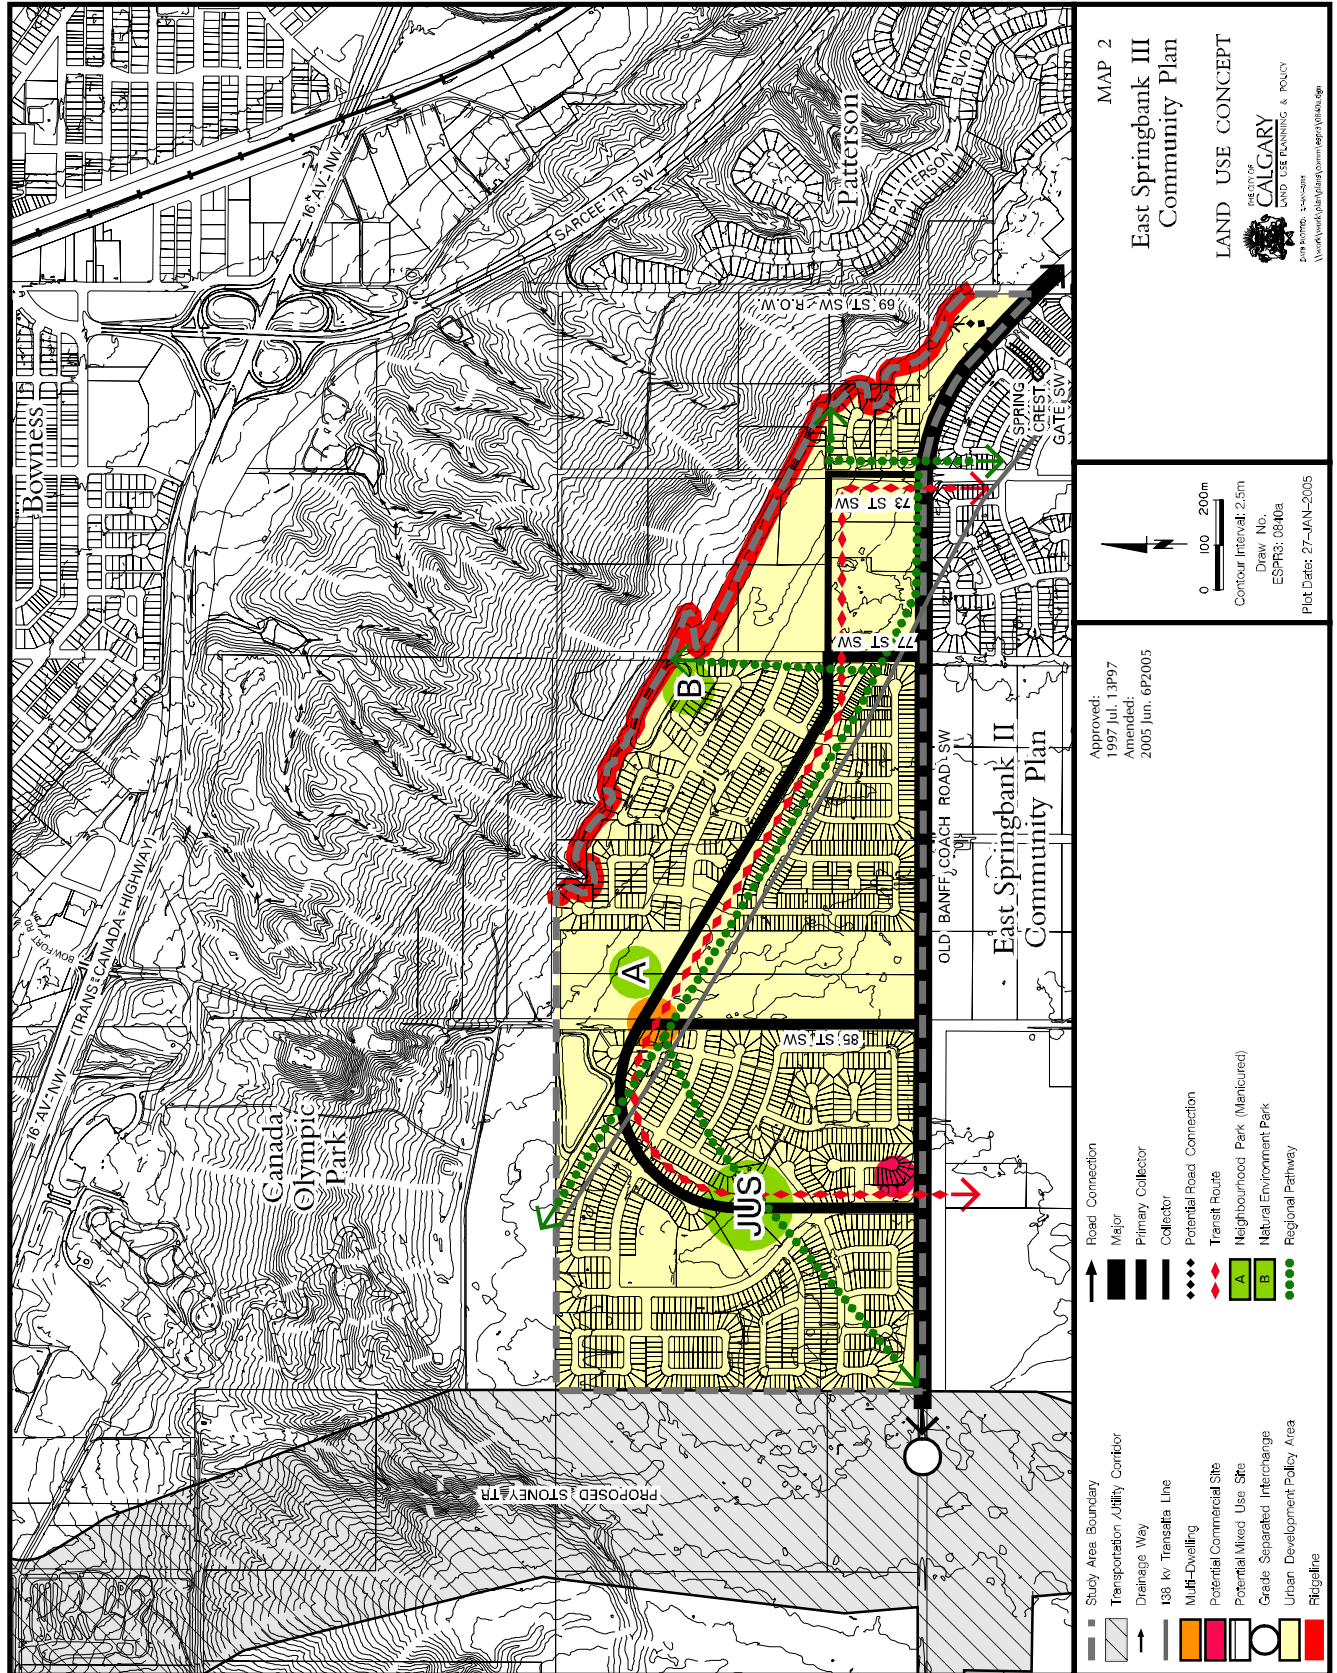 Bowness
16 AV NW
SARCEE TR SW
Patterson
PATTERSON
BLVD
69 ST SW - R.O.W
BOWFORT RD
16 AV NW (TRANS-CANADA HIGHWAY)
Canada
Olympic
Park
SPRING
CREST
GATE SW
73 ST SW
77 ST SW
85 ST SW
A
B
JUS
OLD BANFF COACH ROAD SW
East Springbank II
Community Plan
PROPOSED STONEY TR
MAP 2
East Springbank III
Community Plan
LAND USE CONCEPT
THE CITY OF
CALGARY
LAND USE PLANNING & POLICY
N
0 100 200m
Contour Interval: 2.5m
Draw No.
ESPR3: 0840a
Plot Date: 27-JAN-2005
Approved:
1997 Jul. 13P97
Amended:
2005 Jun. 6P2005
Road Connection
Major
Primary Collector
Collector
Potential Road Connection
Transit Route
A Neighbourhood Park (Manicured)
B Natural Environment Park
Regional Pathway
Study Area Boundary
Transportation /Utility Corridor
Drainage Way
138 kv Transalta Line
Multi-Dwelling
Potential Commercial Site
Potential Mixed Use Site
Grade Separated Interchange
Urban Development Policy Area
Ridgeline